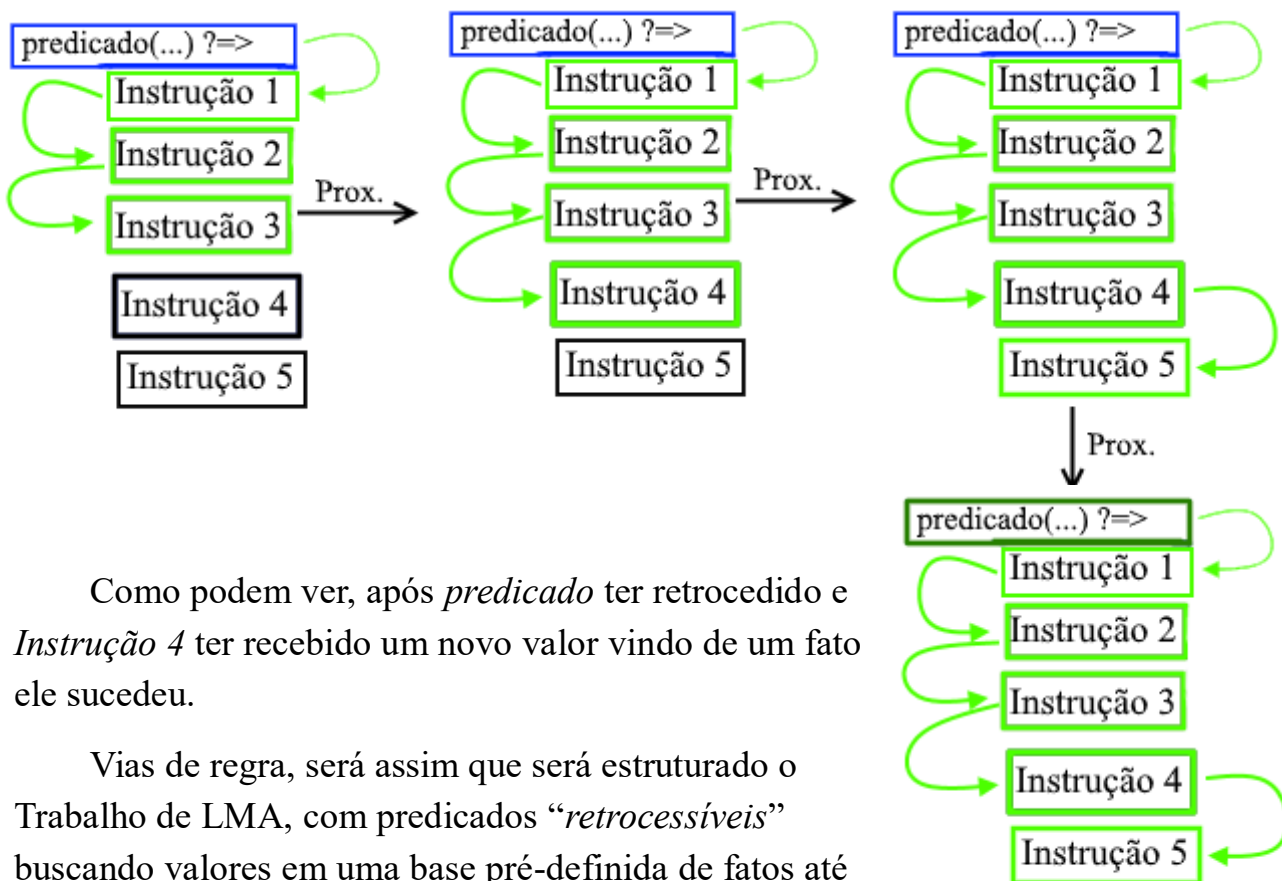 predicado(...) ?=>
Instrução 1
Instrução 2
Instrução 3
Instrução 4
Instrução 5
Prox.
predicado(...) ?=>
Instrução 1
Instrução 2
Instrução 3
Instrução 4
Instrução 5
Prox.
predicado(...) ?=>
Instrução 1
Instrução 2
Instrução 3
Instrução 4
Instrução 5
Prox.
predicado(...) ?=>
Instrução 1
Instrução 2
Instrução 3
Instrução 4
Instrução 5
Como podem ver, após predicado ter retrocedido e
Instrução 4 ter recebido um novo valor vindo de um fato
ele sucedeu.
Vias de regra, será assim que será estruturado o
Trabalho de LMA, com predicados “retrocessíveis”
buscando valores em uma base pré-definida de fatos até